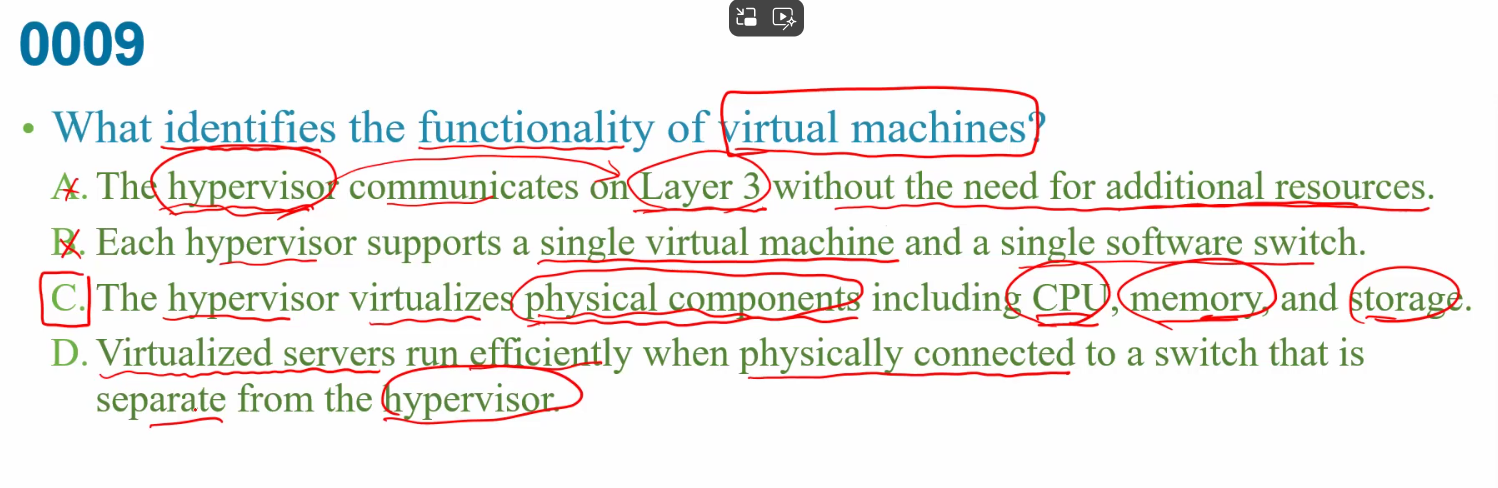 0009
• What identifies the functionality of virtual machines?
A. The hypervisor communicates on Layer 3 without the need for additional resources.
B. Each hypervisor supports a single virtual machine and a single software switch.
C. The hypervisor virtualizes physical components including CPU, memory, and storage.
D. Virtualized servers run efficiently when physically connected to a switch that is
separate from the hypervisor.